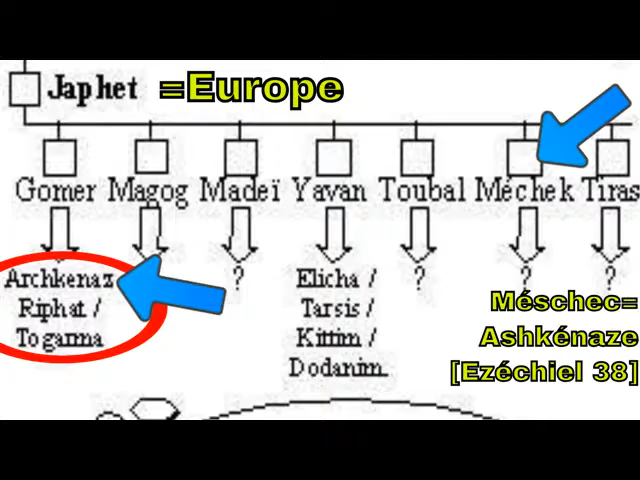 Japhet =Europe
Gomer Magog Madeï Yavan Toubal Méchek Tiras
Archkenaz ? Elicha / ? ? ?
Riphat / Tarsis /
Togarma Kittim /
Dodanim.
Méschec=
Ashkénaze
[Ezéchiel 38]